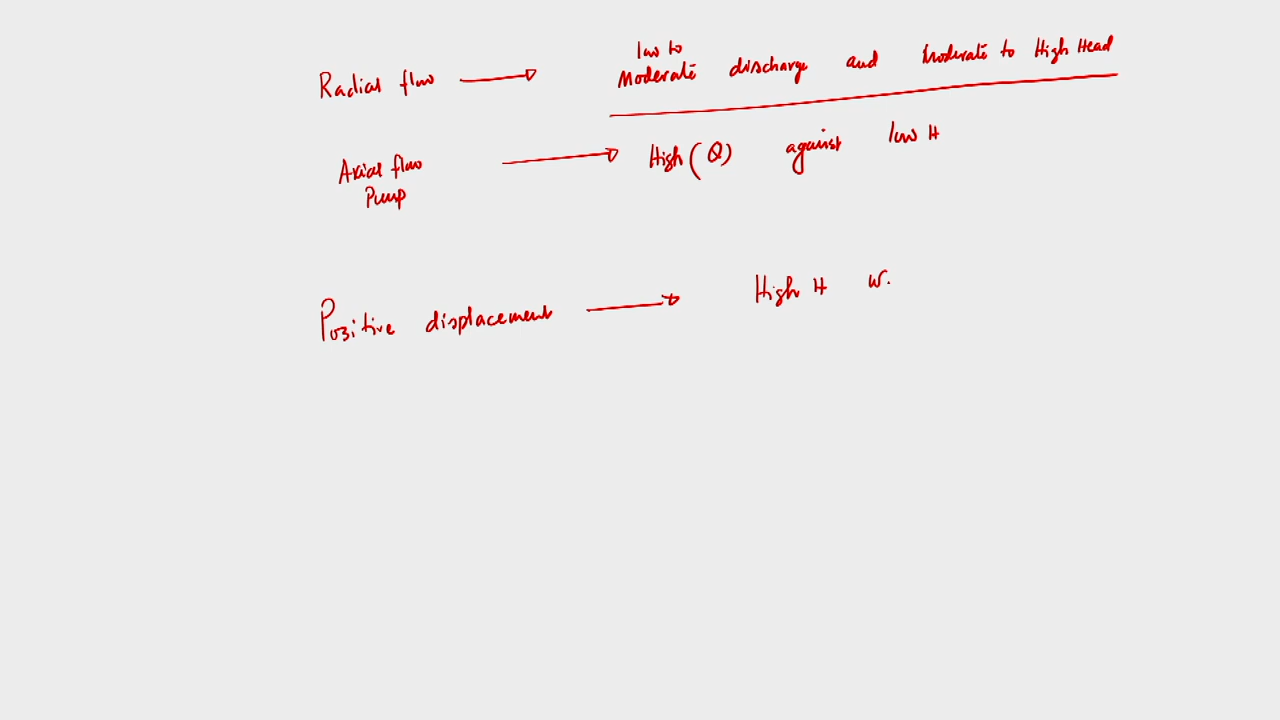 low to
Radial flow → Moderate discharge and Moderate to High Head
Axial flow → High (Q) against low H
Pump
Positive displacement → High H w.